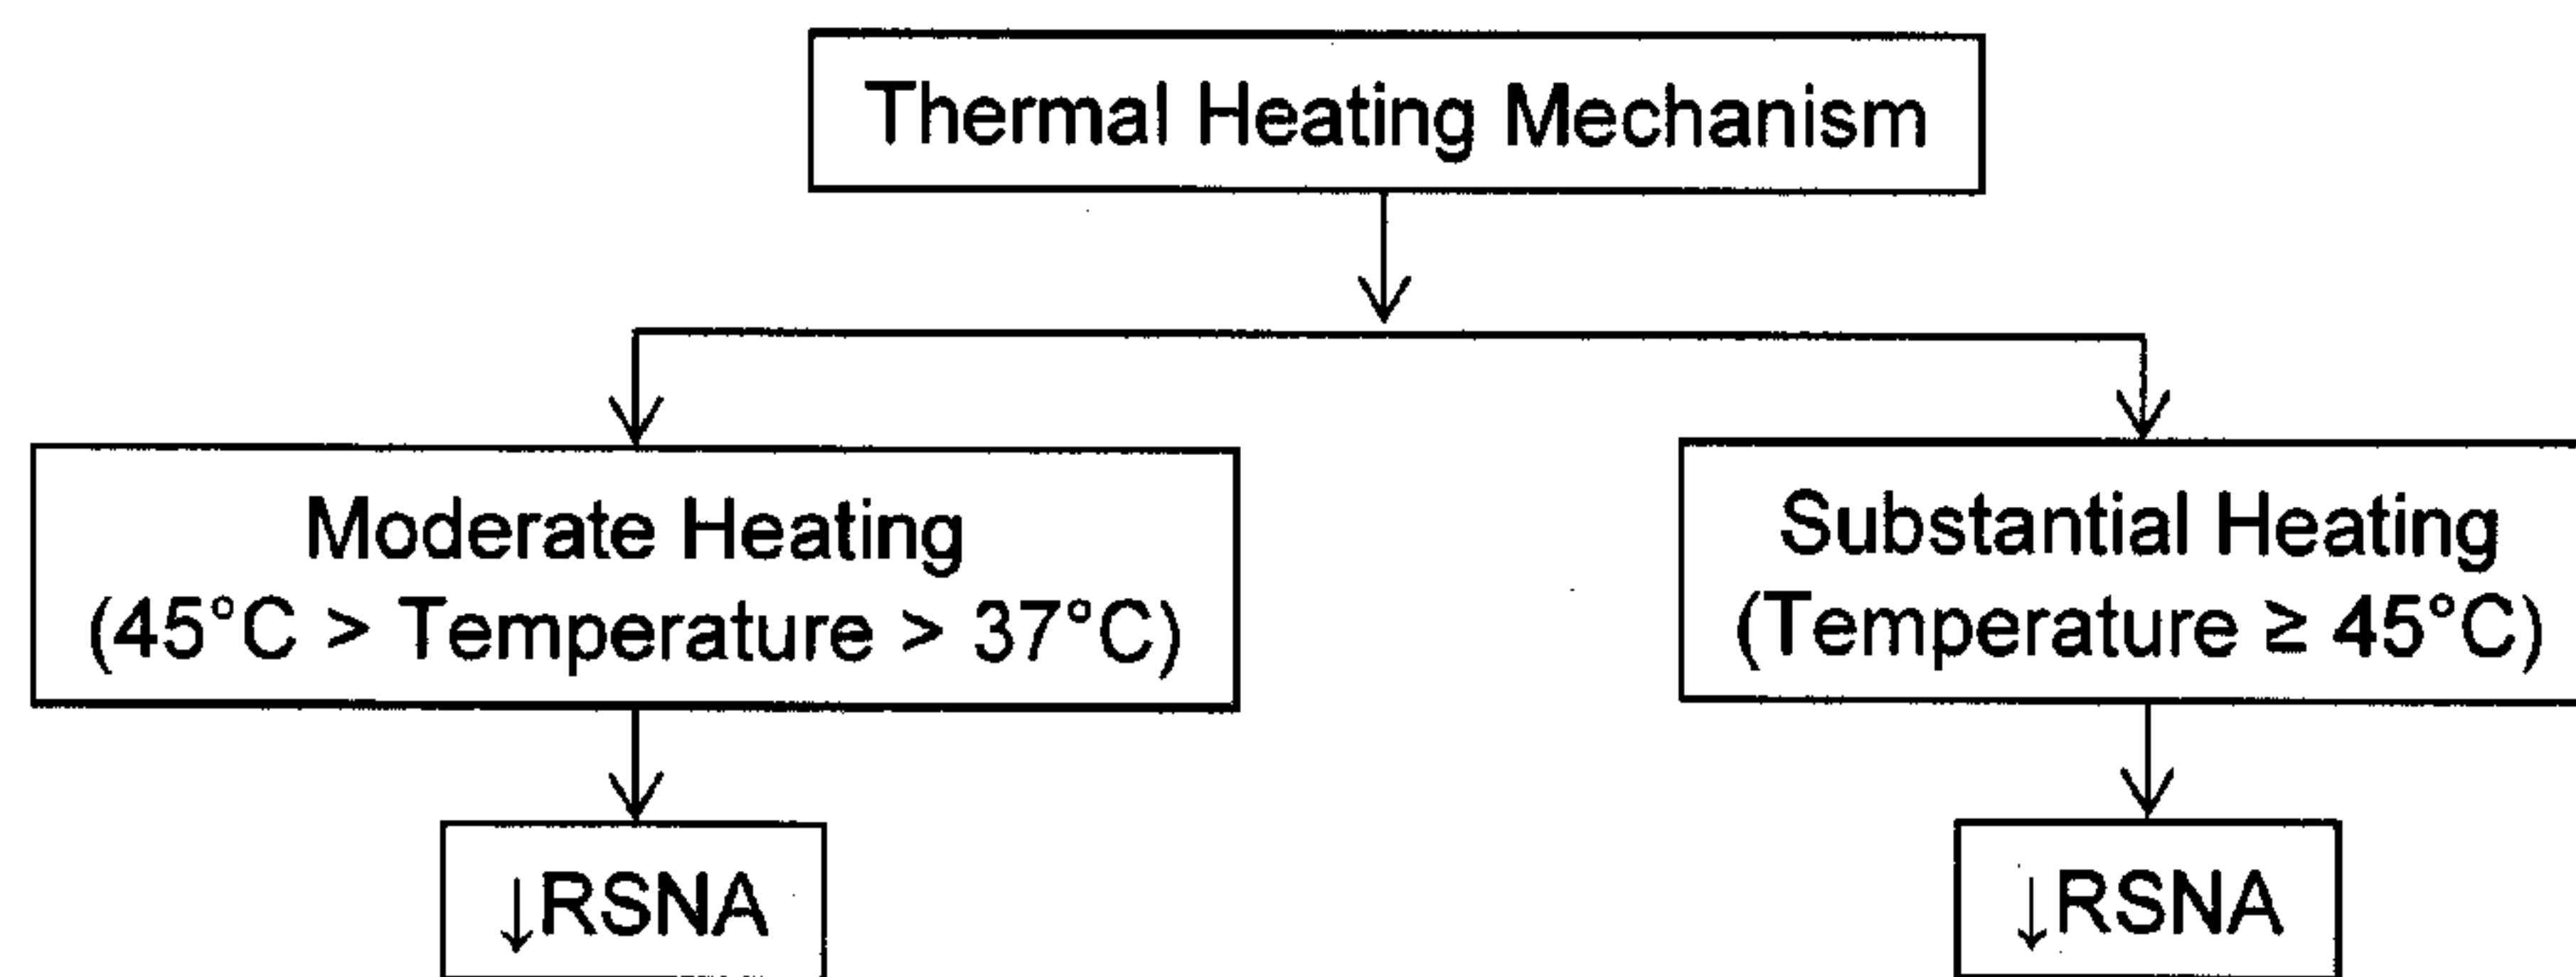 Thermal Heating Mechanism
Moderate Heating
(45°C > Temperature > 37°C)
Substantial Heating
(Temperature ≥ 45°C)
↓RSNA
↓RSNA